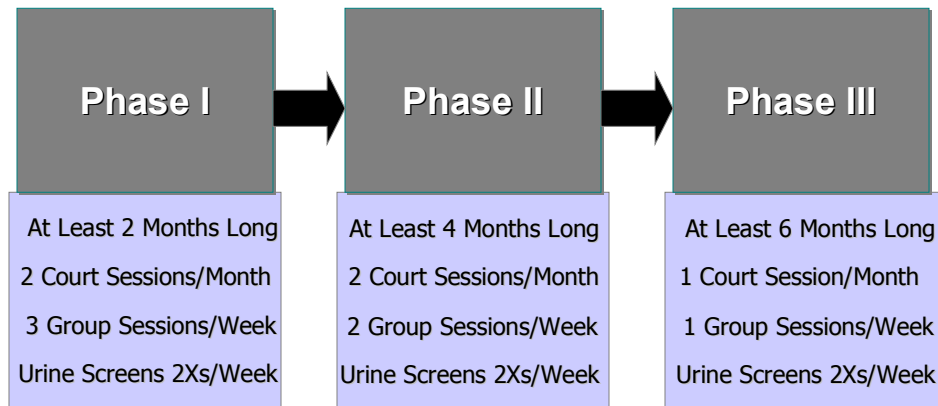 Phase I
At Least 2 Months Long
2 Court Sessions/Month
3 Group Sessions/Week
Urine Screens 2Xs/Week
Phase II
At Least 4 Months Long
2 Court Sessions/Month
2 Group Sessions/Week
Urine Screens 2Xs/Week
Phase III
At Least 6 Months Long
1 Court Session/Month
1 Group Sessions/Week
Urine Screens 2Xs/Week